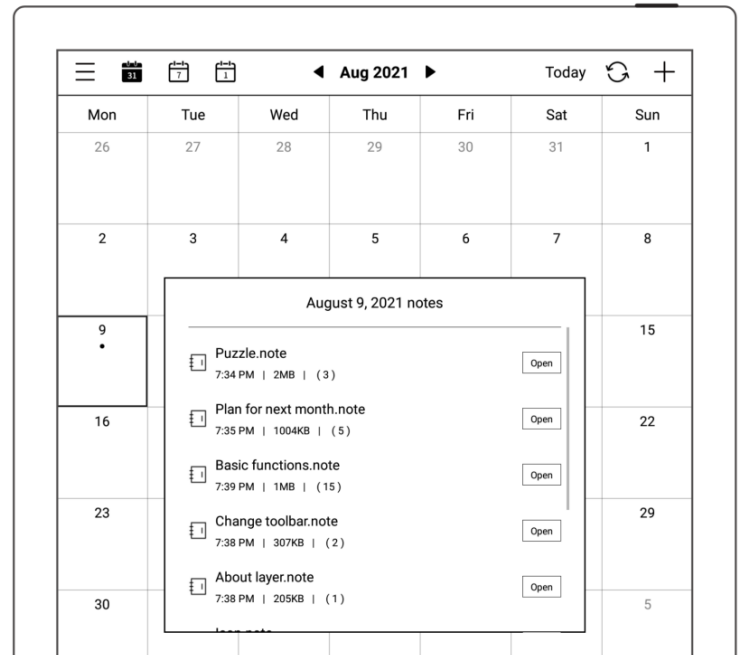 31 7 1 Aug 2021 Today
Mon Tue Wed Thu Fri Sat Sun
26 27 28 29 30 31 1
2 3 4 5 6 7 8
August 9, 2021 notes
9 15
Puzzle.note
7:34 PM | 2MB | (3)
Open
Plan for next month.note
7:35 PM | 1004KB | (5)
Open
16 22
Basic functions.note
7:39 PM | 1MB | (15)
Open
23 29
Change toolbar.note
7:38 PM | 307KB | (2)
Open
About layer.note
7:38 PM | 205KB | (1)
Open
30 5